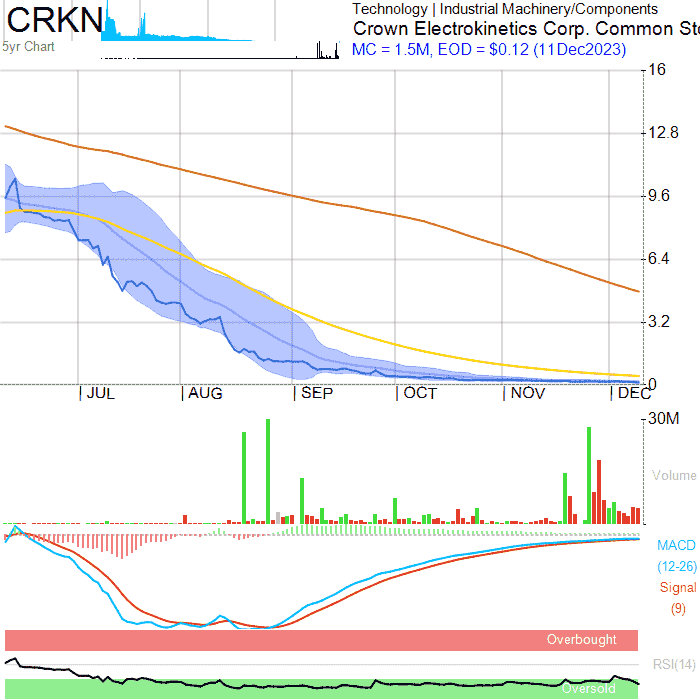 CRKN
5yr Chart
Technology | Industrial Machinery/Components
Crown Electrokinetics Corp. Common Sto
MC = 1.5M, EOD = $0.12 (11Dec2023)
16
12.8
9.6
6.4
3.2
0
JUL
AUG
SEP
OCT
NOV
DEC
30M
Volume
MACD
(12-26)
Signal
(9)
Overbought
RSI(14)
Oversold